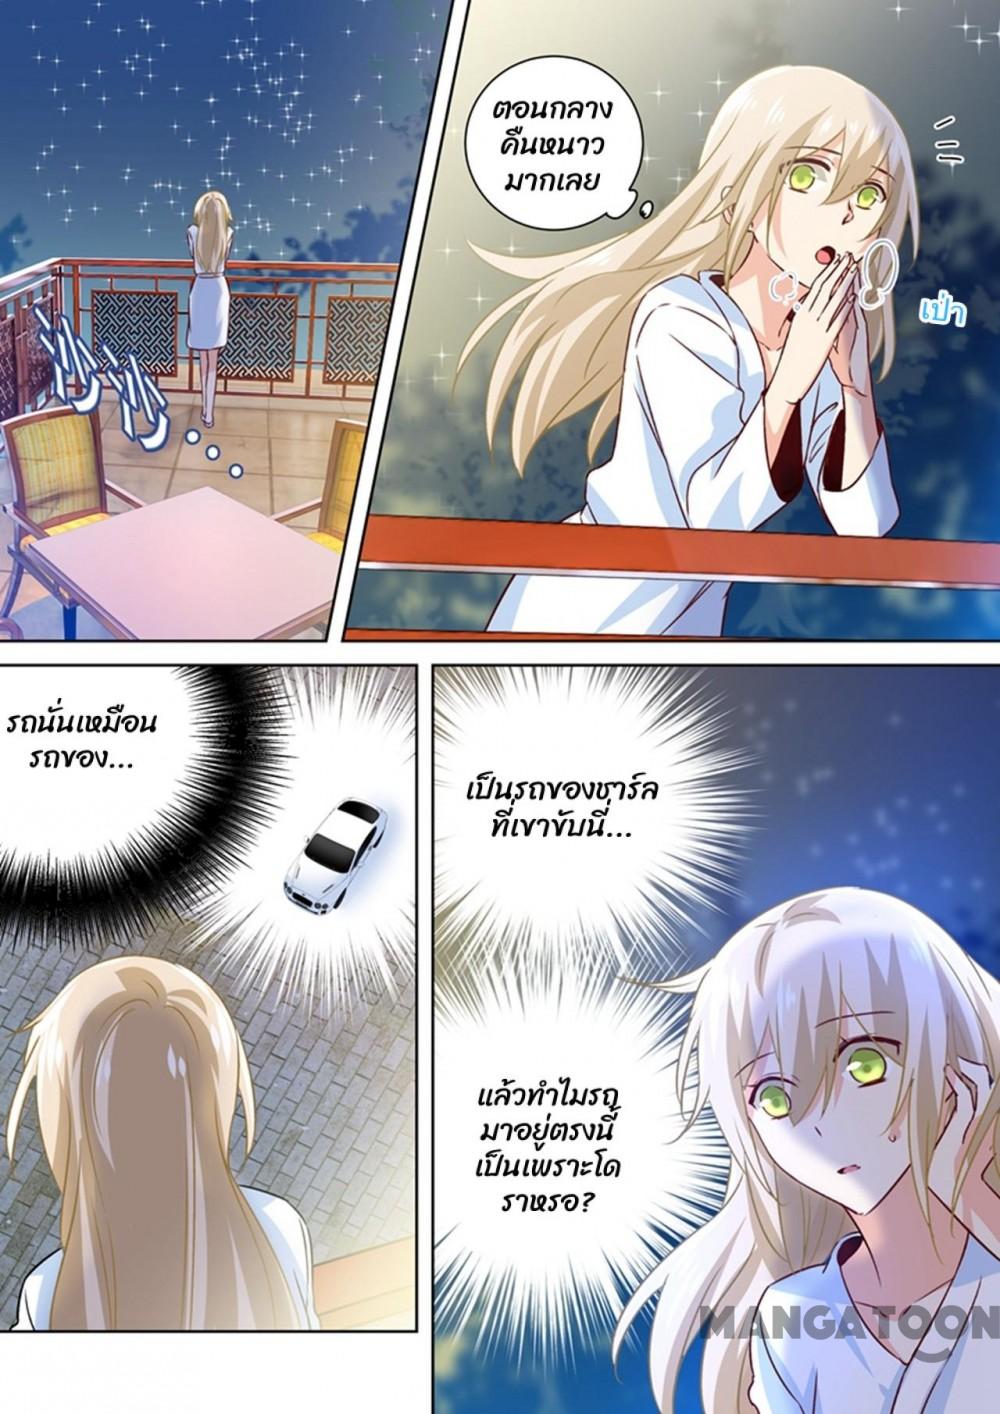 沙沙
ตอนกลาง
คืนหนาว
มากเลย
เป่า
รถนั่นเหมือน
รถของ...
เป็นรถของชาร์ล
ที่เขาขับนี่...
แล้วทำไมรถ
มาอยู่ตรงนี้
เป็นเพราะโด
ราหรอ?
MANGATOON